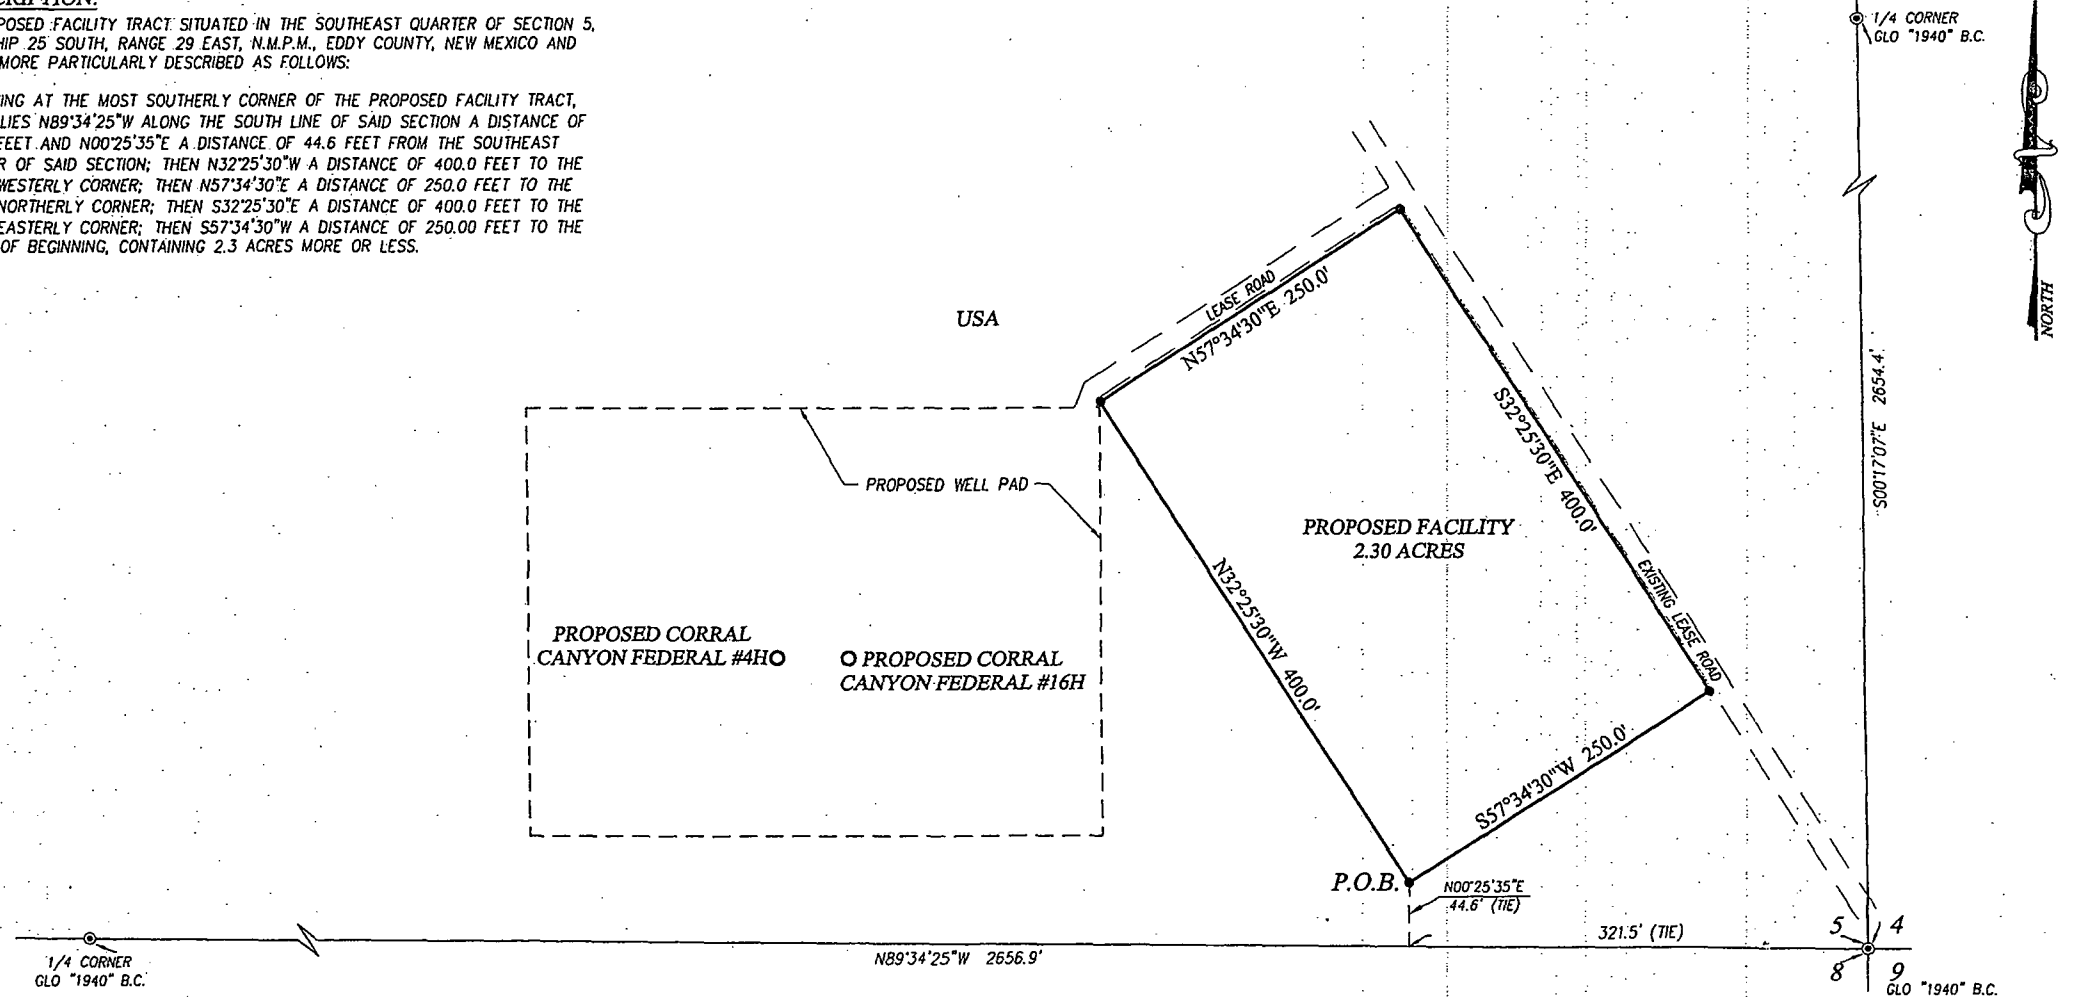 POSED FACILITY TRACT SITUATED IN THE SOUTHEAST QUARTER OF SECTION 5,
HIP 25 SOUTH, RANGE 29 EAST, N.M.P.M., EDDY COUNTY, NEW MEXICO AND
MORE PARTICULARLY DESCRIBED AS FOLLOWS:
ING AT THE MOST SOUTHERLY CORNER OF THE PROPOSED FACILITY TRACT,
LIES N89°34'25"W ALONG THE SOUTH LINE OF SAID SECTION A DISTANCE OF
FEET AND N00°25'35"E A DISTANCE OF 44.6 FEET FROM THE SOUTHEAST
R OF SAID SECTION; THEN N32°25'30"W A DISTANCE OF 400.0 FEET TO THE
WESTERLY CORNER; THEN N57°34'30"E A DISTANCE OF 250.0 FEET TO THE
NORTHERLY CORNER; THEN S32°25'30"E A DISTANCE OF 400.0 FEET TO THE
EASTERLY CORNER; THEN S57°34'30"W A DISTANCE OF 250.00 FEET TO THE
OF BEGINNING, CONTAINING 2.3 ACRES MORE OR LESS.
1/4 CORNER
GLO "1940" B.C.
NORTH
USA
LEASE ROAD
N57°34'30"E 250.0'
S32°25'30"E 400.0'
S00°17'07"E 2654.4'
PROPOSED WELL PAD
PROPOSED FACILITY
2.30 ACRES
N32°25'30"W 400.0'
EXISTING LEASE ROAD
PROPOSED CORRAL
CANYON FEDERAL #4H
PROPOSED CORRAL
CANYON FEDERAL #16H
S57°34'30"W 250.0'
P.O.B.
N00°25'35"E
44.6' (TIE)
321.5' (TIE)
5 4
8 9
GLO "1940" B.C.
N89°34'25"W 2656.9'
1/4 CORNER
GLO "1940" B.C.